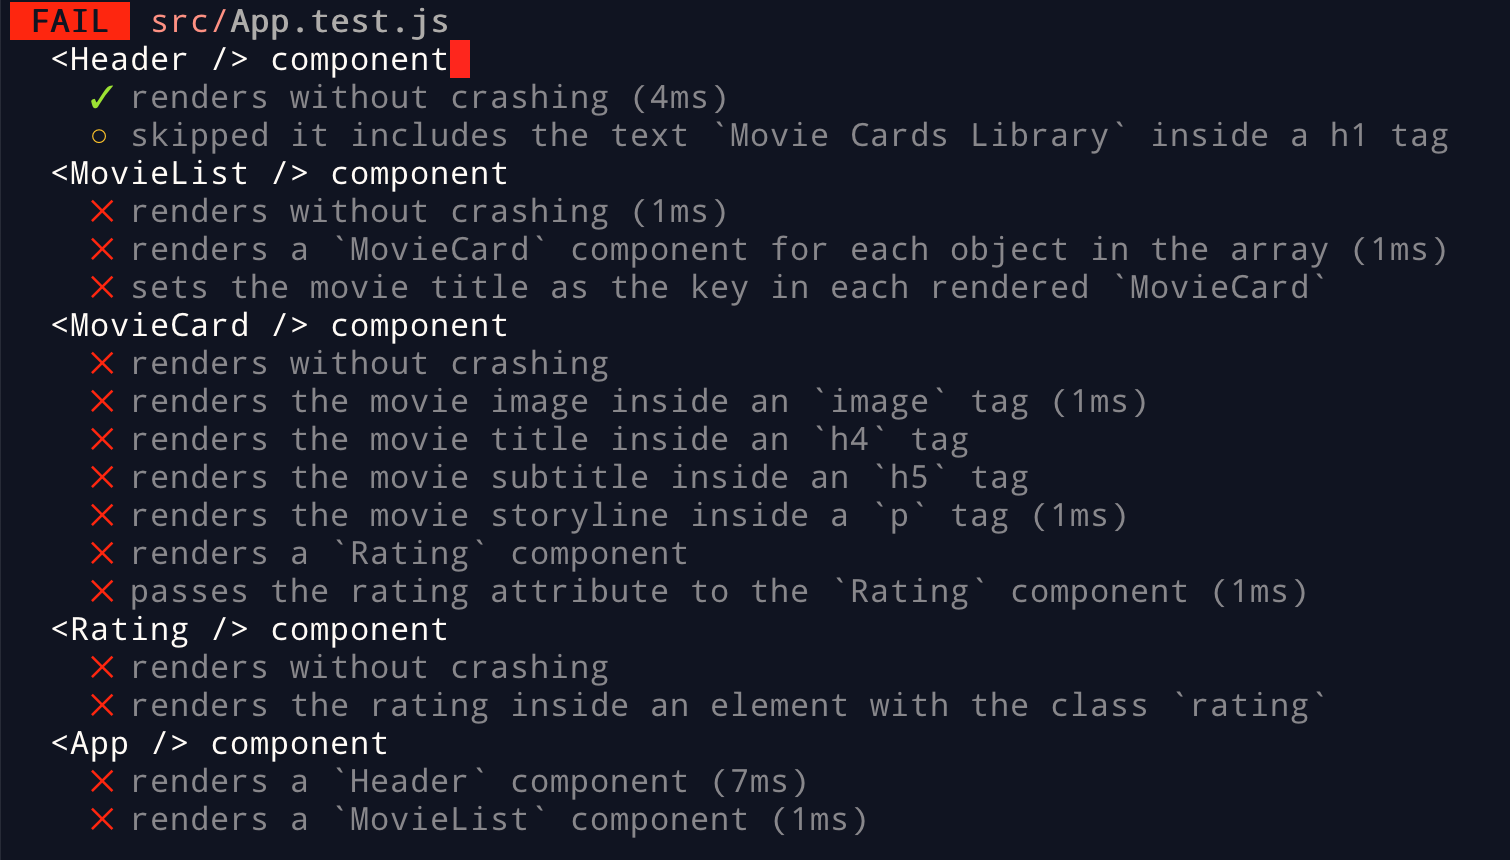 FAIL src/App.test.js
<Header /> component
✓ renders without crashing (4ms)
○ skipped it includes the text `Movie Cards Library` inside a h1 tag
<MovieList /> component
✕ renders without crashing (1ms)
✕ renders a `MovieCard` component for each object in the array (1ms)
✕ sets the movie title as the key in each rendered `MovieCard`
<MovieCard /> component
✕ renders without crashing
✕ renders the movie image inside an `image` tag (1ms)
✕ renders the movie title inside an `h4` tag
✕ renders the movie subtitle inside an `h5` tag
✕ renders the movie storyline inside a `p` tag (1ms)
✕ renders a `Rating` component
✕ passes the rating attribute to the `Rating` component (1ms)
<Rating /> component
✕ renders without crashing
✕ renders the rating inside an element with the class `rating`
<App /> component
✕ renders a `Header` component (7ms)
✕ renders a `MovieList` component (1ms)